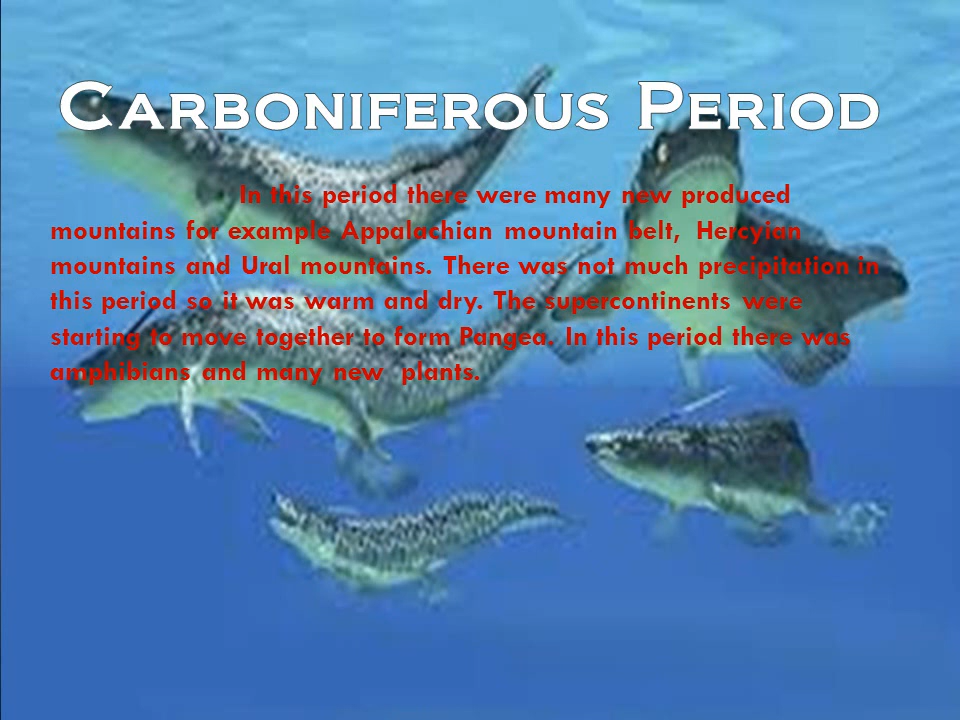 Carboniferous Period
In this period there were many new produced
mountains for example Appalachian mountain belt, Hercyian
mountains and Ural mountains. There was not much precipitation in
this period so it was warm and dry. The supercontinents were
starting to move together to form Pangea. In this period there was
amphibians and many new plants.